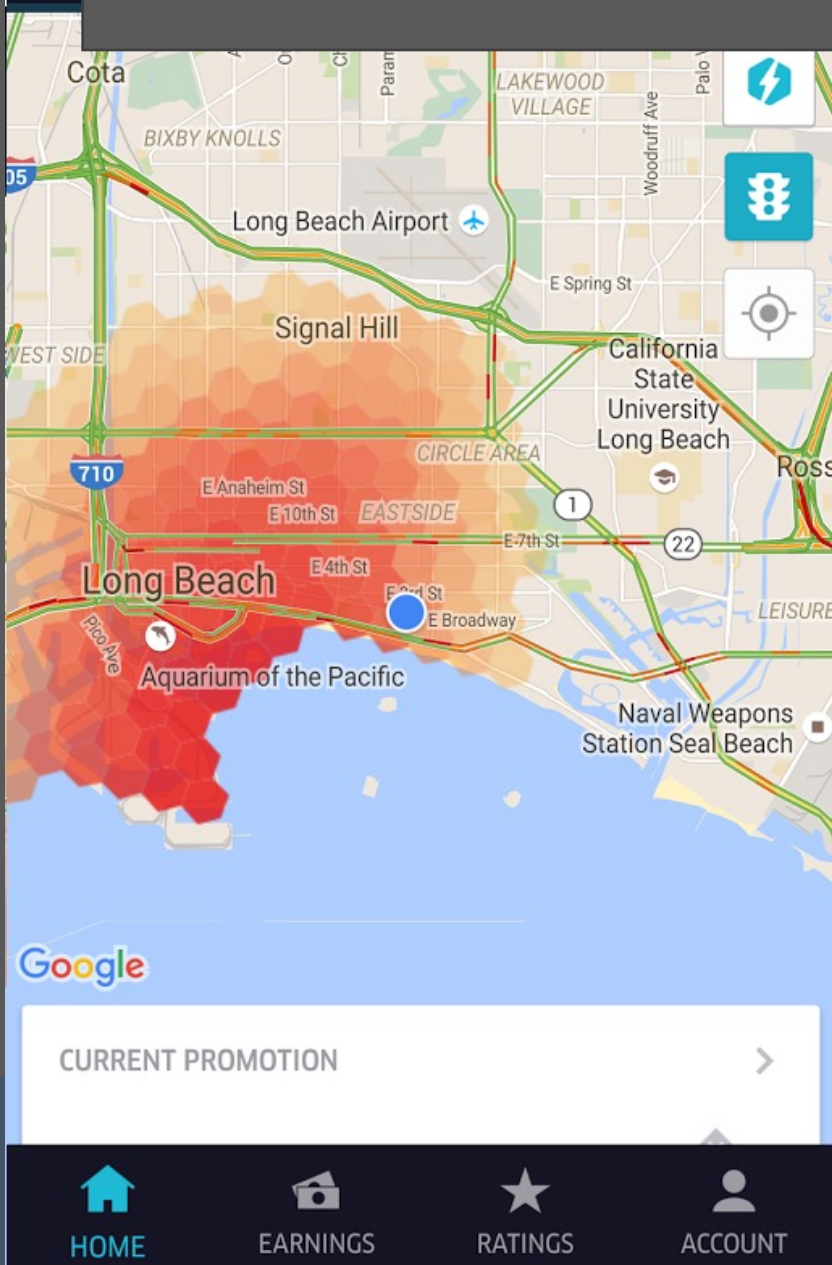 Cota
LAKEWOOD
VILLAGE
Woodruff Ave
BIXBY KNOLLS
05
Long Beach Airport
E Spring St
Signal Hill
WEST SIDE
California
State
University
Long Beach
CIRCLE AREA
Ross
710
E Anaheim St
E 10th St
EASTSIDE
1
E 7th St
22
E 4th St
Long Beach
E Broadway
LEISURE
Pico Ave
Aquarium of the Pacific
Naval Weapons
Station Seal Beach
Google
CURRENT PROMOTION
HOME
EARNINGS
RATINGS
ACCOUNT